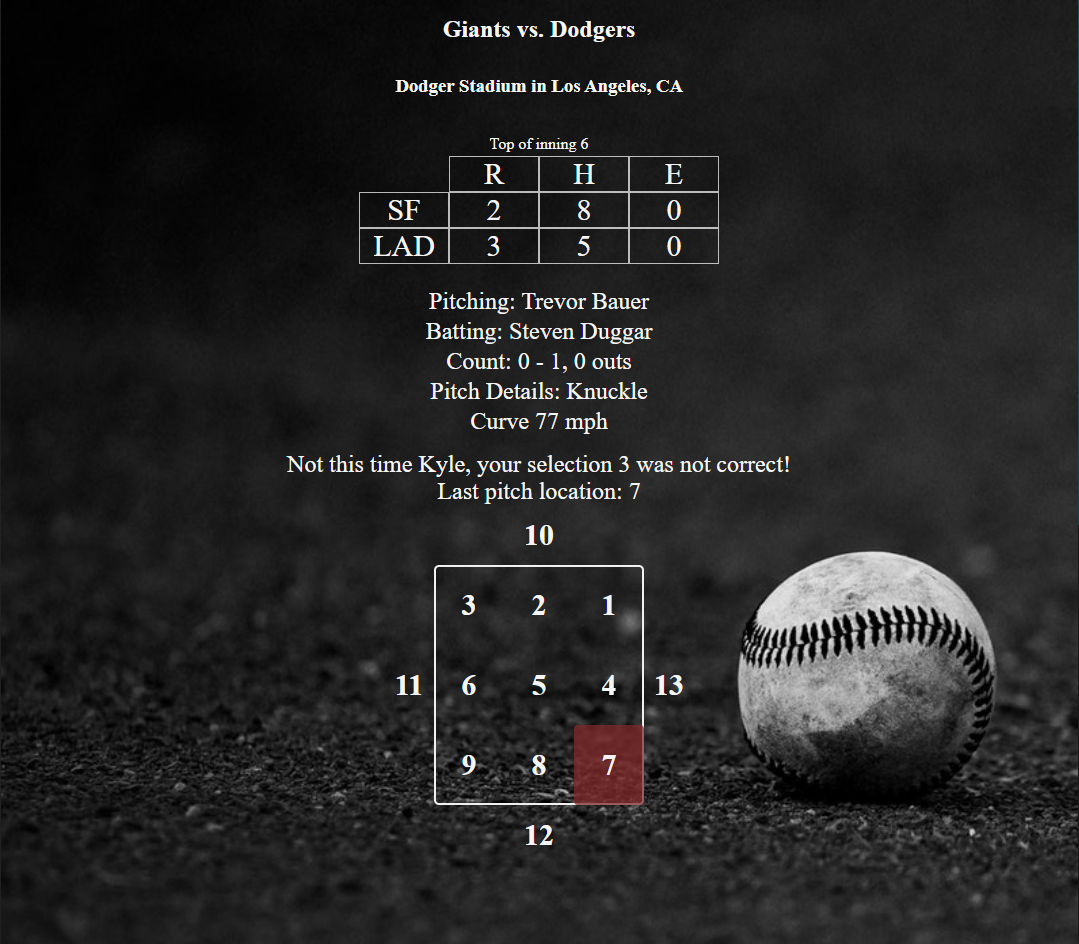 Giants vs. Dodgers
Dodger Stadium in Los Angeles, CA
Top of inning 6
R H E
SF 2 8 0
LAD 3 5 0
Pitching: Trevor Bauer
Batting: Steven Duggar
Count: 0 - 1, 0 outs
Pitch Details: Knuckle
Curve 77 mph
Not this time Kyle, your selection 3 was not correct!
Last pitch location: 7
10
3 2 1
11 6 5 4 13
9 8 7
12